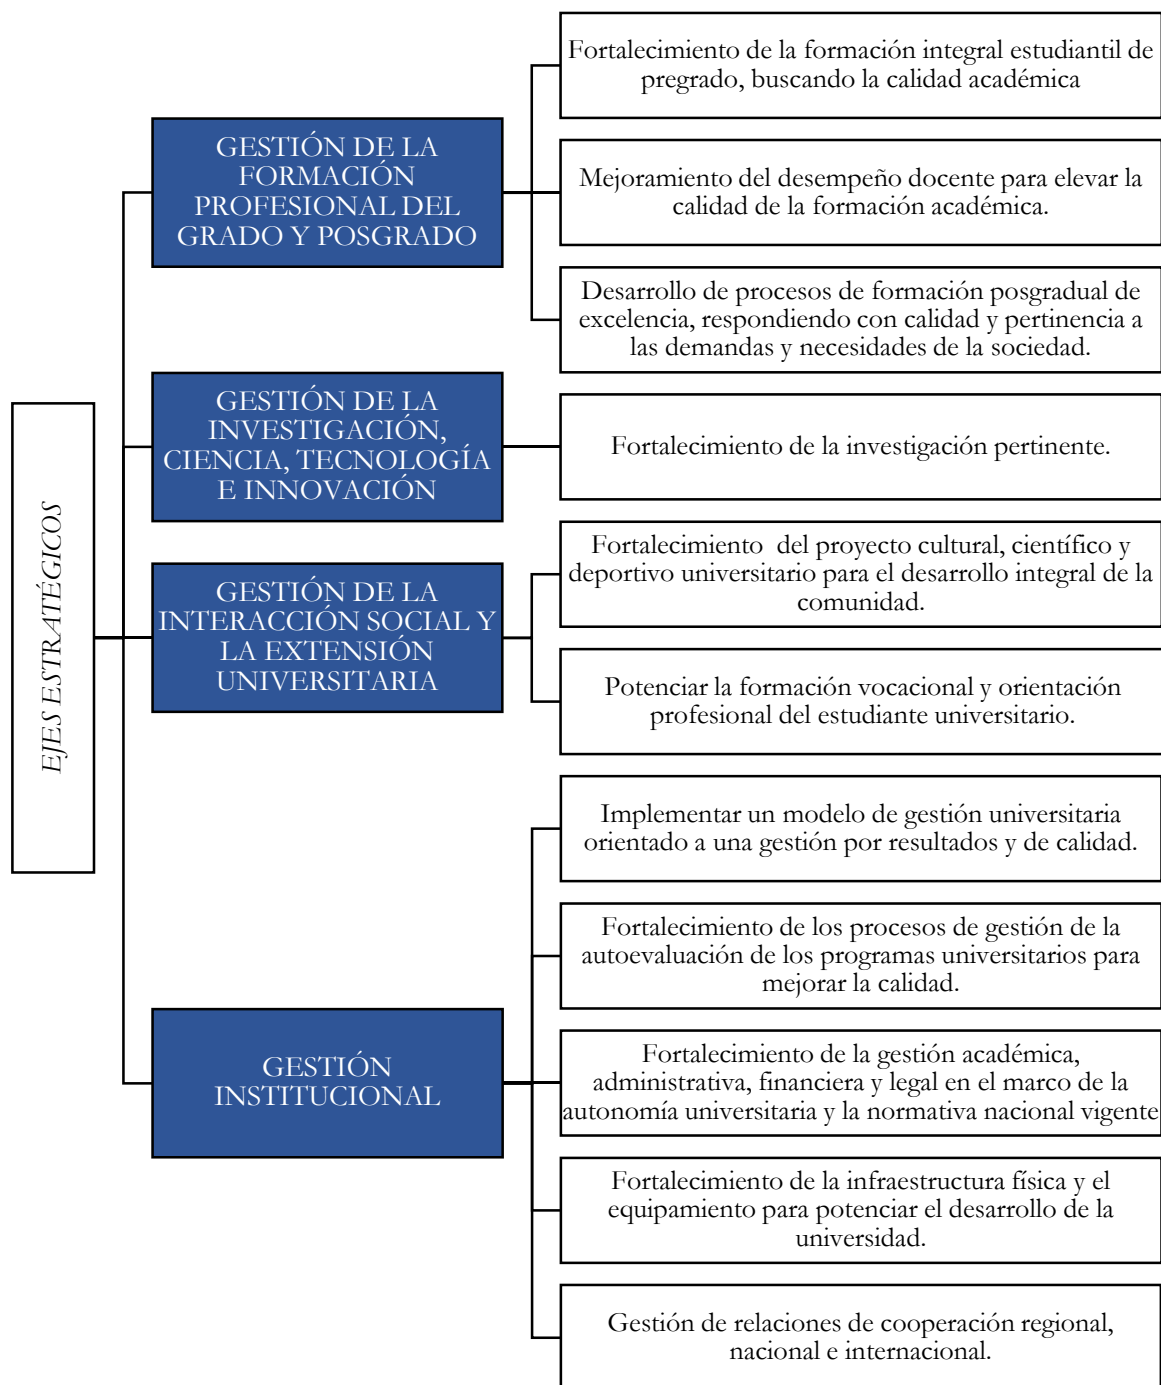 EJES ESTRATÉGICOS
GESTIÓN DE LA
FORMACIÓN
PROFESIONAL DEL
GRADO Y POSGRADO
Fortalecimiento de la formación integral estudiantil de
pregrado, buscando la calidad académica
Mejoramiento del desempeño docente para elevar la
calidad de la formación académica.
Desarrollo de procesos de formación posgradual de
excelencia, respondiendo con calidad y pertinencia a
las demandas y necesidades de la sociedad.
GESTIÓN DE LA
INVESTIGACIÓN,
CIENCIA, TECNOLOGÍA
E INNOVACIÓN
Fortalecimiento de la investigación pertinente.
GESTIÓN DE LA
INTERACCIÓN SOCIAL Y
LA EXTENSIÓN
UNIVERSITARIA
Fortalecimiento  del proyecto cultural, científico y
deportivo universitario para el desarrollo integral de la
comunidad.
Potenciar la formación vocacional y orientación
profesional del estudiante universitario.
GESTIÓN
INSTITUCIONAL
Implementar un modelo de gestión universitaria
orientado a una gestión por resultados y de calidad.
Fortalecimiento de los procesos de gestión de la
autoevaluación de los programas universitarios para
mejorar la calidad.
Fortalecimiento de la gestión académica,
administrativa, financiera y legal en el marco de la
autonomía universitaria y la normativa nacional vigente
Fortalecimiento de la infraestructura física y el
equipamiento para potenciar el desarrollo de la
universidad.
Gestión de relaciones de cooperación regional,
nacional e internacional.